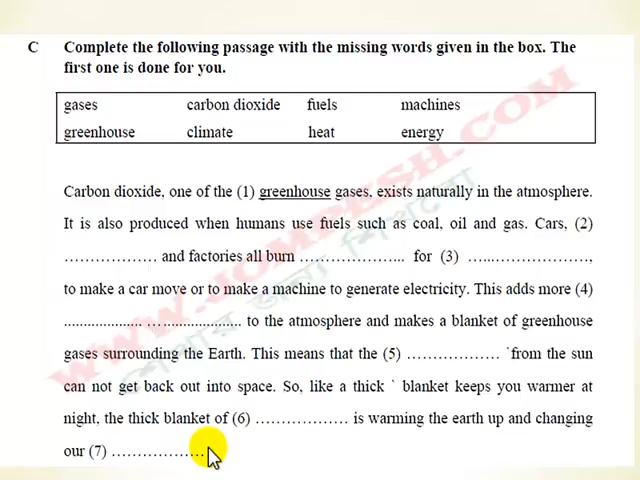 C Complete the following passage with the missing words given in the box. The
first one is done for you.
gases carbon dioxide fuels machines
greenhouse climate heat energy
Carbon dioxide, one of the (1) greenhouse gases, exists naturally in the atmosphere.
It is also produced when humans use fuels such as coal, oil and gas. Cars, (2)
……………… and factories all burn ………………... for (3) …..………………,
to make a car move or to make a machine to generate electricity. This adds more (4)
.................... …...................... to the atmosphere and makes a blanket of greenhouse
gases surrounding the Earth. This means that the (5) ……………… `from the sun
can not get back out into space. So, like a thick ` blanket keeps you warmer at
night, the thick blanket of (6) ……………… is warming the earth up and changing
our (7) ………………
WWW.JOMPESH.COM
শেখার জন্য শিখানো